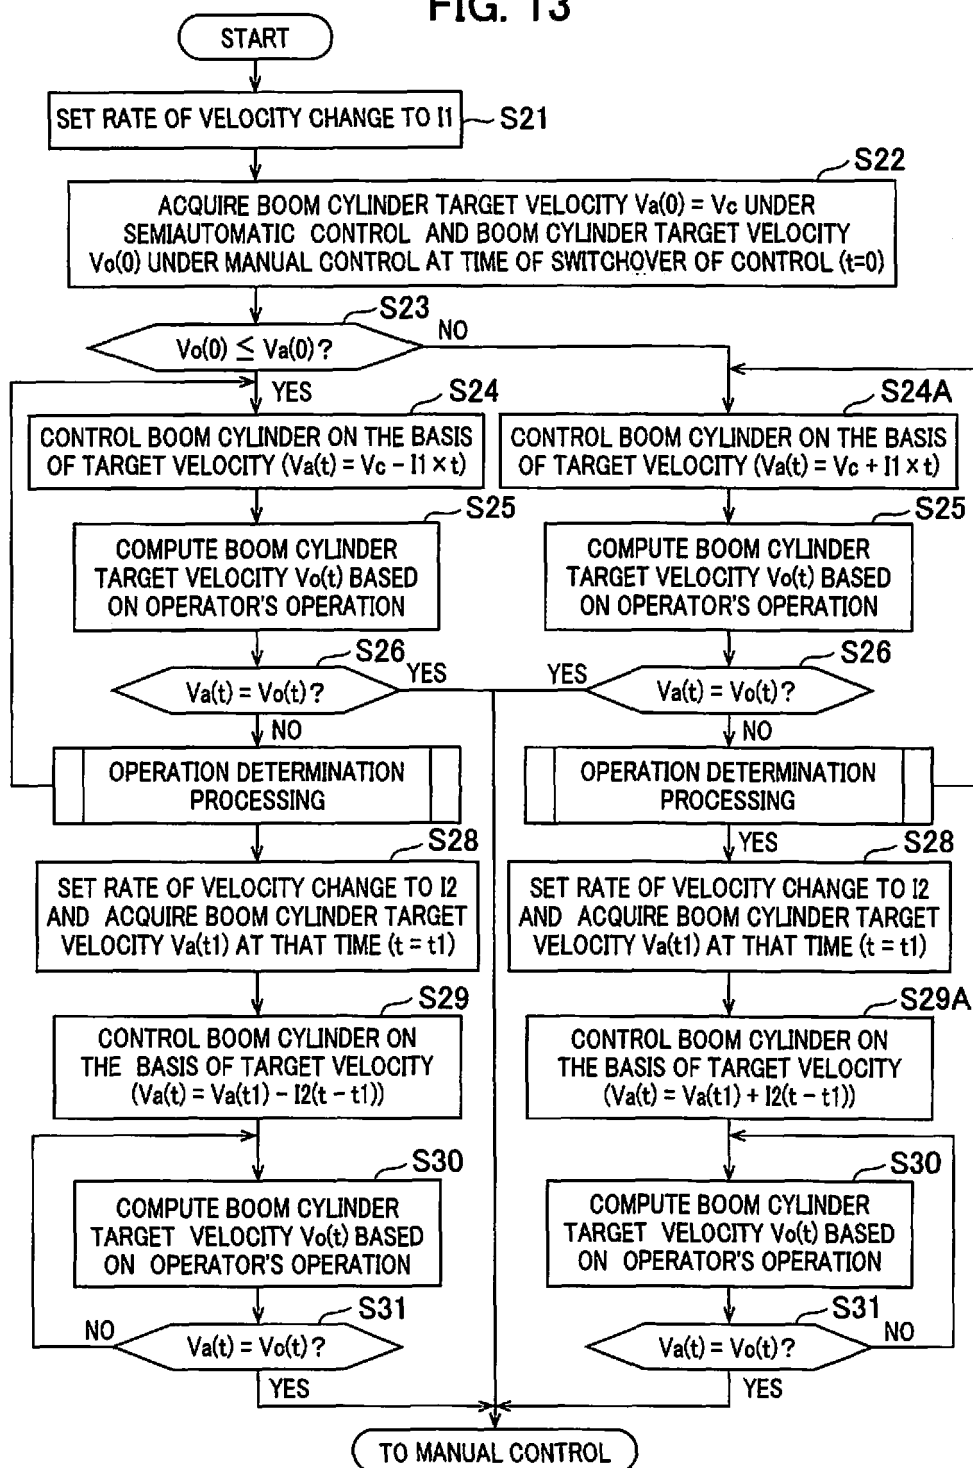 FIG. 13
START
SET RATE OF VELOCITY CHANGE TO I1
S21
S22
ACQUIRE BOOM CYLINDER TARGET VELOCITY Va(0) = Vc UNDER
SEMIAUTOMATIC CONTROL AND BOOM CYLINDER TARGET VELOCITY
Vo(0) UNDER MANUAL CONTROL AT TIME OF SWITCHOVER OF CONTROL (t=0)
S23
Vo(0) ≦ Va(0)?
NO
YES
S24
CONTROL BOOM CYLINDER ON THE BASIS
OF TARGET VELOCITY (Va(t) = Vc − I1 × t)
S25
COMPUTE BOOM CYLINDER
TARGET VELOCITY Vo(t) BASED
ON OPERATOR'S OPERATION
S26
Va(t) = Vo(t)?
YES
NO
OPERATION DETERMINATION
PROCESSING
S28
SET RATE OF VELOCITY CHANGE TO I2
AND ACQUIRE BOOM CYLINDER TARGET
VELOCITY Va(t1) AT THAT TIME (t = t1)
S29
CONTROL BOOM CYLINDER ON
THE BASIS OF TARGET VELOCITY
(Va(t) = Va(t1) − I2(t − t1))
S30
COMPUTE BOOM CYLINDER
TARGET VELOCITY Vo(t) BASED
ON OPERATOR'S OPERATION
S31
Va(t) = Vo(t)?
NO
YES
S24A
CONTROL BOOM CYLINDER ON THE BASIS
OF TARGET VELOCITY (Va(t) = Vc + I1 × t)
S25
COMPUTE BOOM CYLINDER
TARGET VELOCITY Vo(t) BASED
ON OPERATOR'S OPERATION
S26
YES
Va(t) = Vo(t)?
NO
OPERATION DETERMINATION
PROCESSING
YES
S28
SET RATE OF VELOCITY CHANGE TO I2
AND ACQUIRE BOOM CYLINDER TARGET
VELOCITY Va(t1) AT THAT TIME (t = t1)
S29A
CONTROL BOOM CYLINDER ON
THE BASIS OF TARGET VELOCITY
(Va(t) = Va(t1) + I2(t − t1))
S30
COMPUTE BOOM CYLINDER
TARGET VELOCITY Vo(t) BASED
ON OPERATOR'S OPERATION
S31
Va(t) = Vo(t)?
NO
YES
TO MANUAL CONTROL